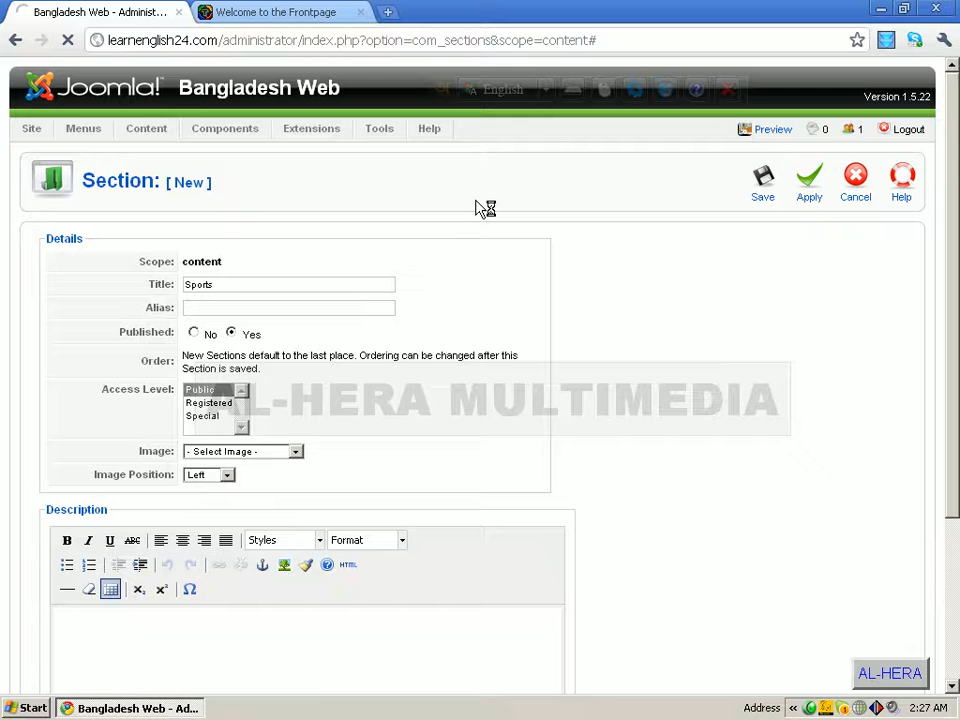 Bangladesh Web - Administ...
Welcome to the Frontpage
learnenglish24.com/administrator/index.php?option=com_sections&scope=content#
Joomla! Bangladesh Web
English
Version 1.5.22
Site Menus Content Components Extensions Tools Help
Preview 0 1 Logout
Section: [ New ]
Save Apply Cancel Help
Details
Scope: content
Title: Sports
Alias:
Published: No Yes
Order: New Sections default to the last place. Ordering can be changed after this
Section is saved.
Access Level: Public
Registered
Special
AL-HERA MULTIMEDIA
Image: - Select Image -
Image Position: Left
Description
B I U ABC Styles Format
HTML
AL-HERA
Start Bangladesh Web - Ad... Address 2:27 AM